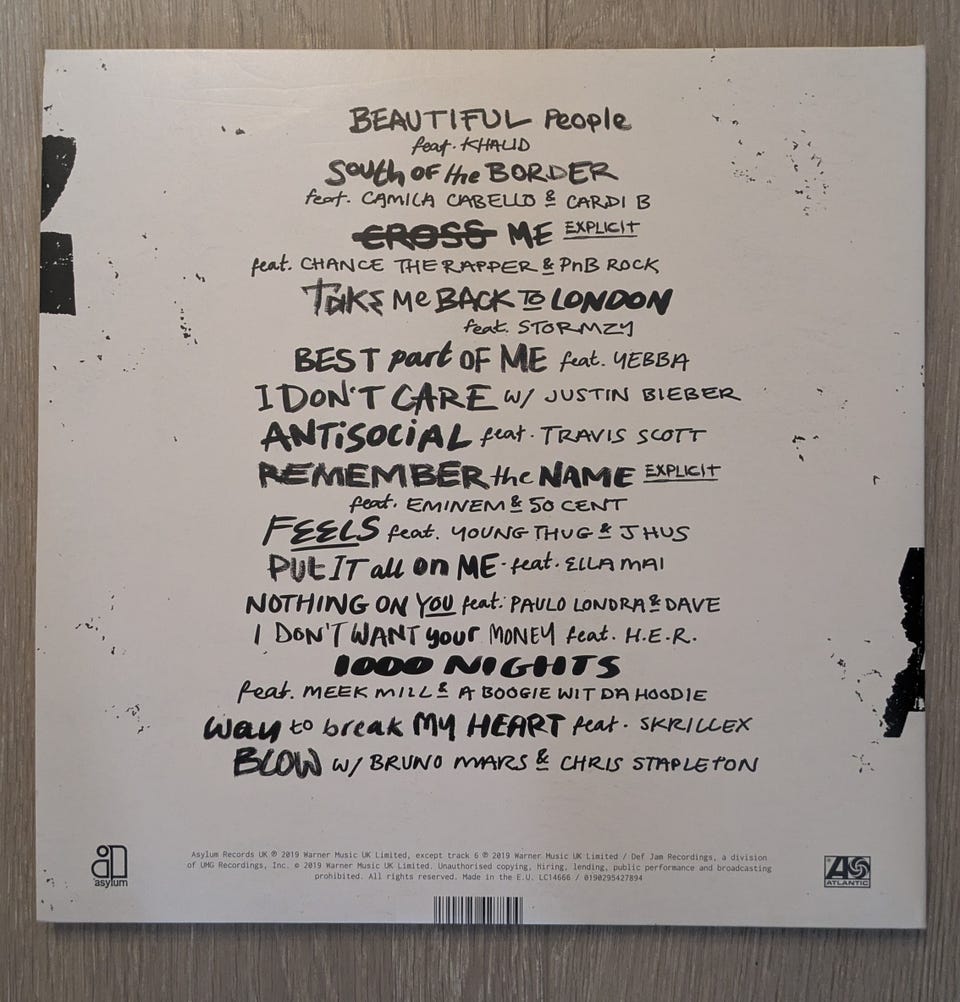 BEAUTIFUL People
feat. KHALID
South OF the BORDER
feat. CAMILA CABELLO & CARDI B
CROSS ME EXPLICIT
feat. CHANCE THE RAPPER & PnB ROCK
TAKE Me BACK TO LONDON
feat. STORMZY
BEST part OF ME feat. YEBBA
I DON'T CARE W/ JUSTIN BIEBER
ANTiSOCiAL feat. TRAVIS SCOTT
REMEMBER the NAME EXPLICIT
feat. EMINEM & 50 CENT
FEELS feat. YOUNG THUG & J HUS
PUt IT all on ME feat. ELLA MAI
NOTHING ON YOU feat. PAULO LONDRA & DAVE
I DON'T WANT your MONEY feat. H.E.R.
1000 NIGHTS
feat. MEEK MILL & A BOOGIE WIT DA HOODIE
way to break MY HEART feat. SKRILLEX
BLOW W/ BRUNO MARS & CHRIS STAPLETON
asylum
Asylum Records UK ℗ 2019 Warner Music UK Limited, except track 6 ℗ 2019 Warner Music UK Limited / Def Jam Recordings, a division
of UMG Recordings, Inc. © 2019 Warner Music UK Limited. Unauthorised copying, hiring, lending, public performance and broadcasting
prohibited. All rights reserved. Made in the E.U. LC14666 / 0190295427894
ATLANTIC